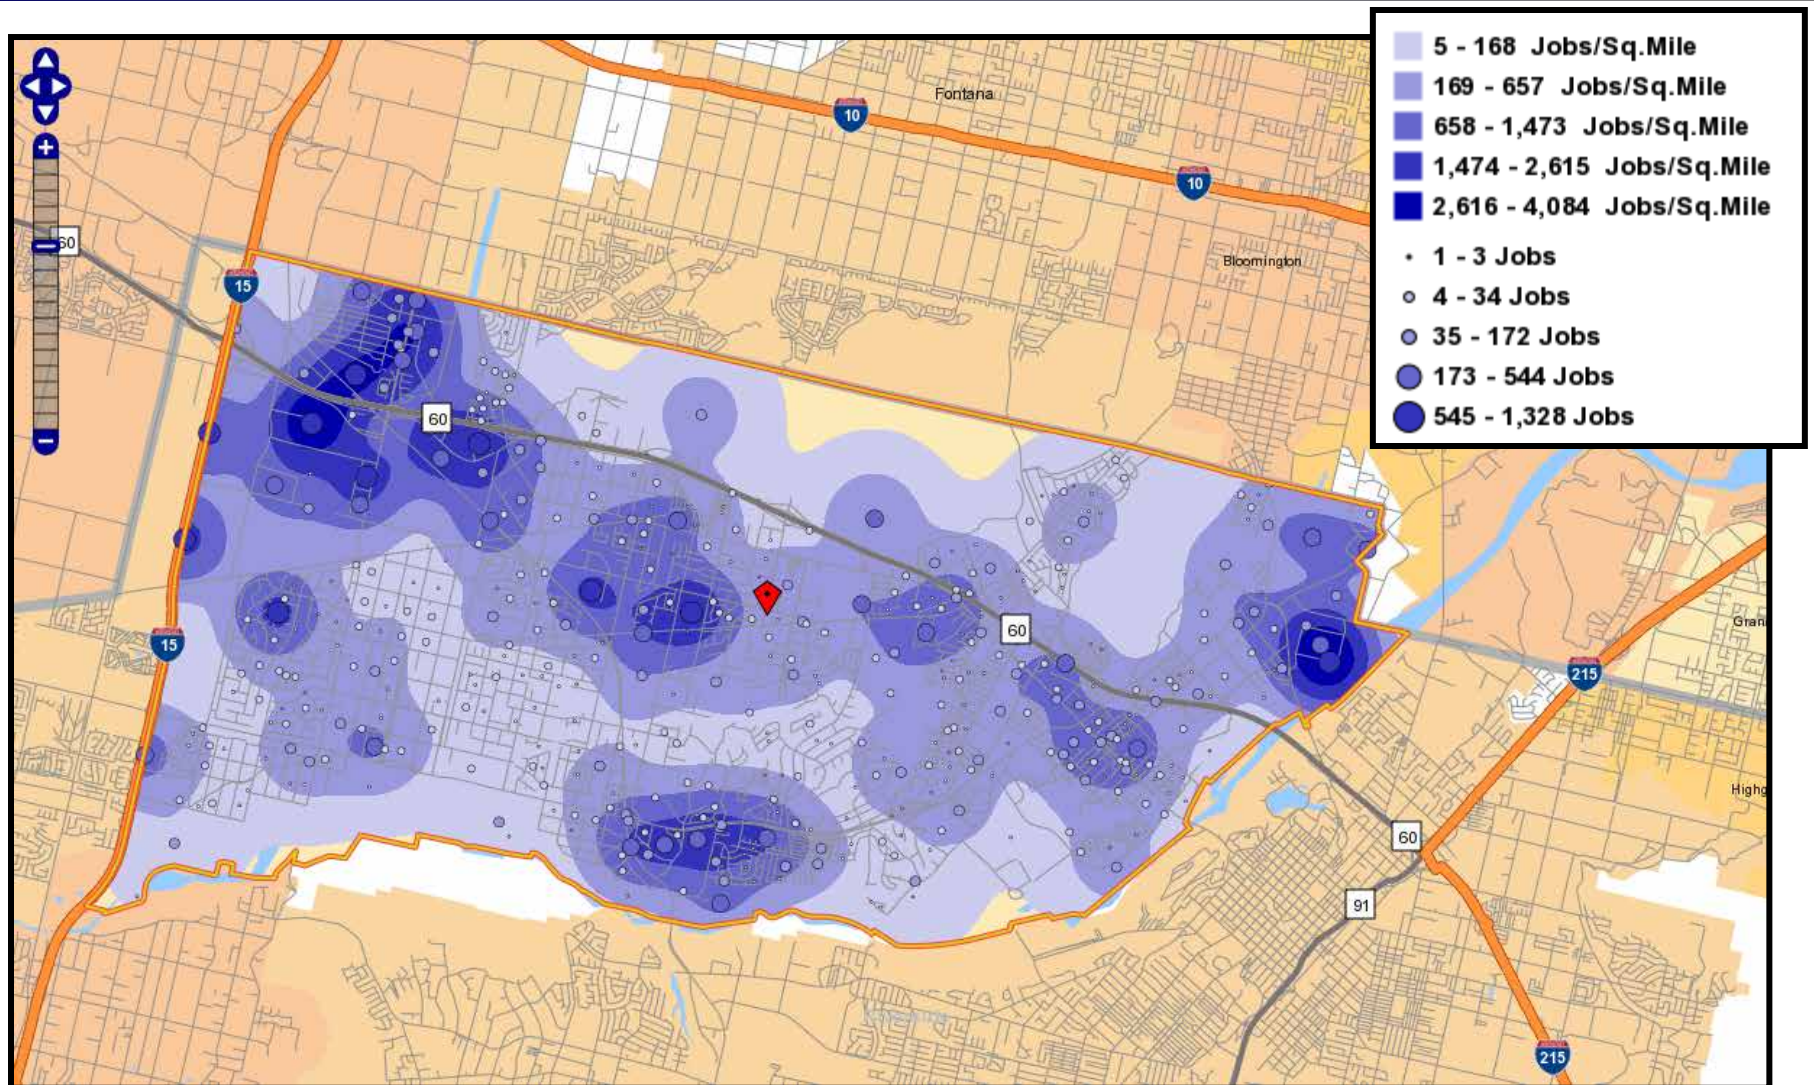 5 - 168 Jobs/Sq.Mile
169 - 657 Jobs/Sq.Mile
658 - 1,473 Jobs/Sq.Mile
1,474 - 2,615 Jobs/Sq.Mile
2,616 - 4,084 Jobs/Sq.Mile
1 - 3 Jobs
4 - 34 Jobs
35 - 172 Jobs
173 - 544 Jobs
545 - 1,328 Jobs
Fontana
10
10
60
Bloomington
15
60
Gran
60
15
215
Highg
60
91
215